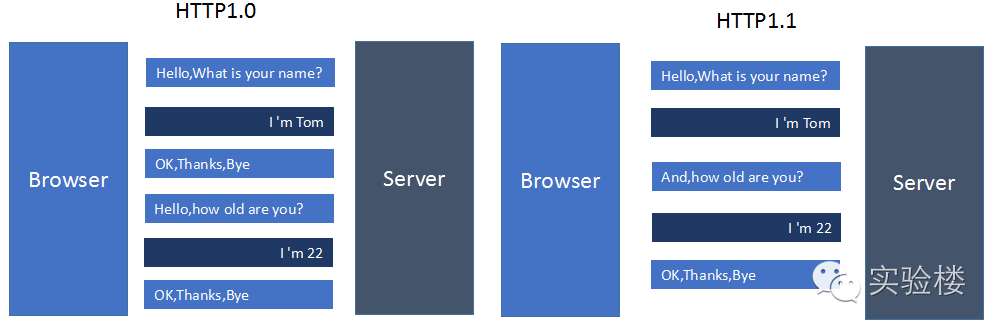 HTTP1.0
Browser
Hello,What is your name?
I 'm Tom
OK,Thanks,Bye
Hello,how old are you?
I 'm 22
OK,Thanks,Bye
Server
HTTP1.1
Browser
Hello,What is your name?
I 'm Tom
And,how old are you?
I 'm 22
OK,Thanks,Bye
Server
实验楼